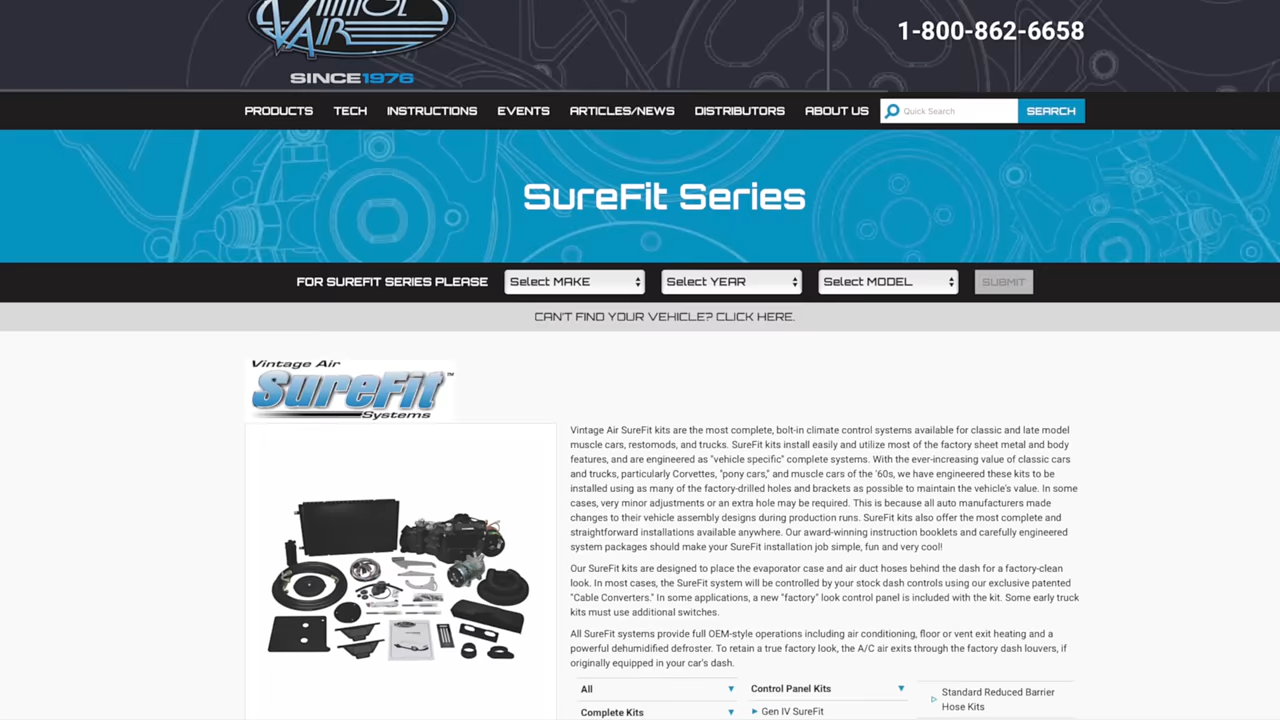 VINTAGE
AIR
SINCE1976
1-800-862-6658
PRODUCTS TECH INSTRUCTIONS EVENTS ARTICLES/NEWS DISTRIBUTORS ABOUT US Quick Search SEARCH
SureFit Series
FOR SUREFIT SERIES PLEASE Select MAKE Select YEAR Select MODEL SUBMIT
CAN'T FIND YOUR VEHICLE? CLICK HERE.
Vintage Air
SureFit™
Systems
Vintage Air SureFit kits are the most complete, bolt-in climate control systems available for classic and late model
muscle cars, restomods, and trucks. SureFit kits install easily and utilize most of the factory sheet metal and body
features, and are engineered as "vehicle specific" complete systems. With the ever-increasing value of classic cars
and trucks, particularly Corvettes, "pony cars," and muscle cars of the '60s, we have engineered these kits to be
installed using as many of the factory-drilled holes and brackets as possible to maintain the vehicle's value. In some
cases, very minor adjustments or an extra hole may be required. This is because all auto manufacturers made
changes to their vehicle assembly designs during production runs. SureFit kits also offer the most complete and
straightforward installations available anywhere. Our award-winning instruction booklets and carefully engineered
system packages should make your SureFit installation job simple, fun and very cool!
Our SureFit kits are designed to place the evaporator case and air duct hoses behind the dash for a factory-clean
look. In most cases, the SureFit system will be controlled by your stock dash controls using our exclusive patented
"Cable Converters." In some applications, a new "factory" look control panel is included with the kit. Some early truck
kits must use additional switches.
All SureFit systems provide full OEM-style operations including air conditioning, floor or vent exit heating and a
powerful dehumidified defroster. To retain a true factory look, the A/C air exits through the factory dash louvers, if
originally equipped in your car's dash.
All
Complete Kits
Control Panel Kits
Gen IV SureFit
Standard Reduced Barrier
Hose Kits